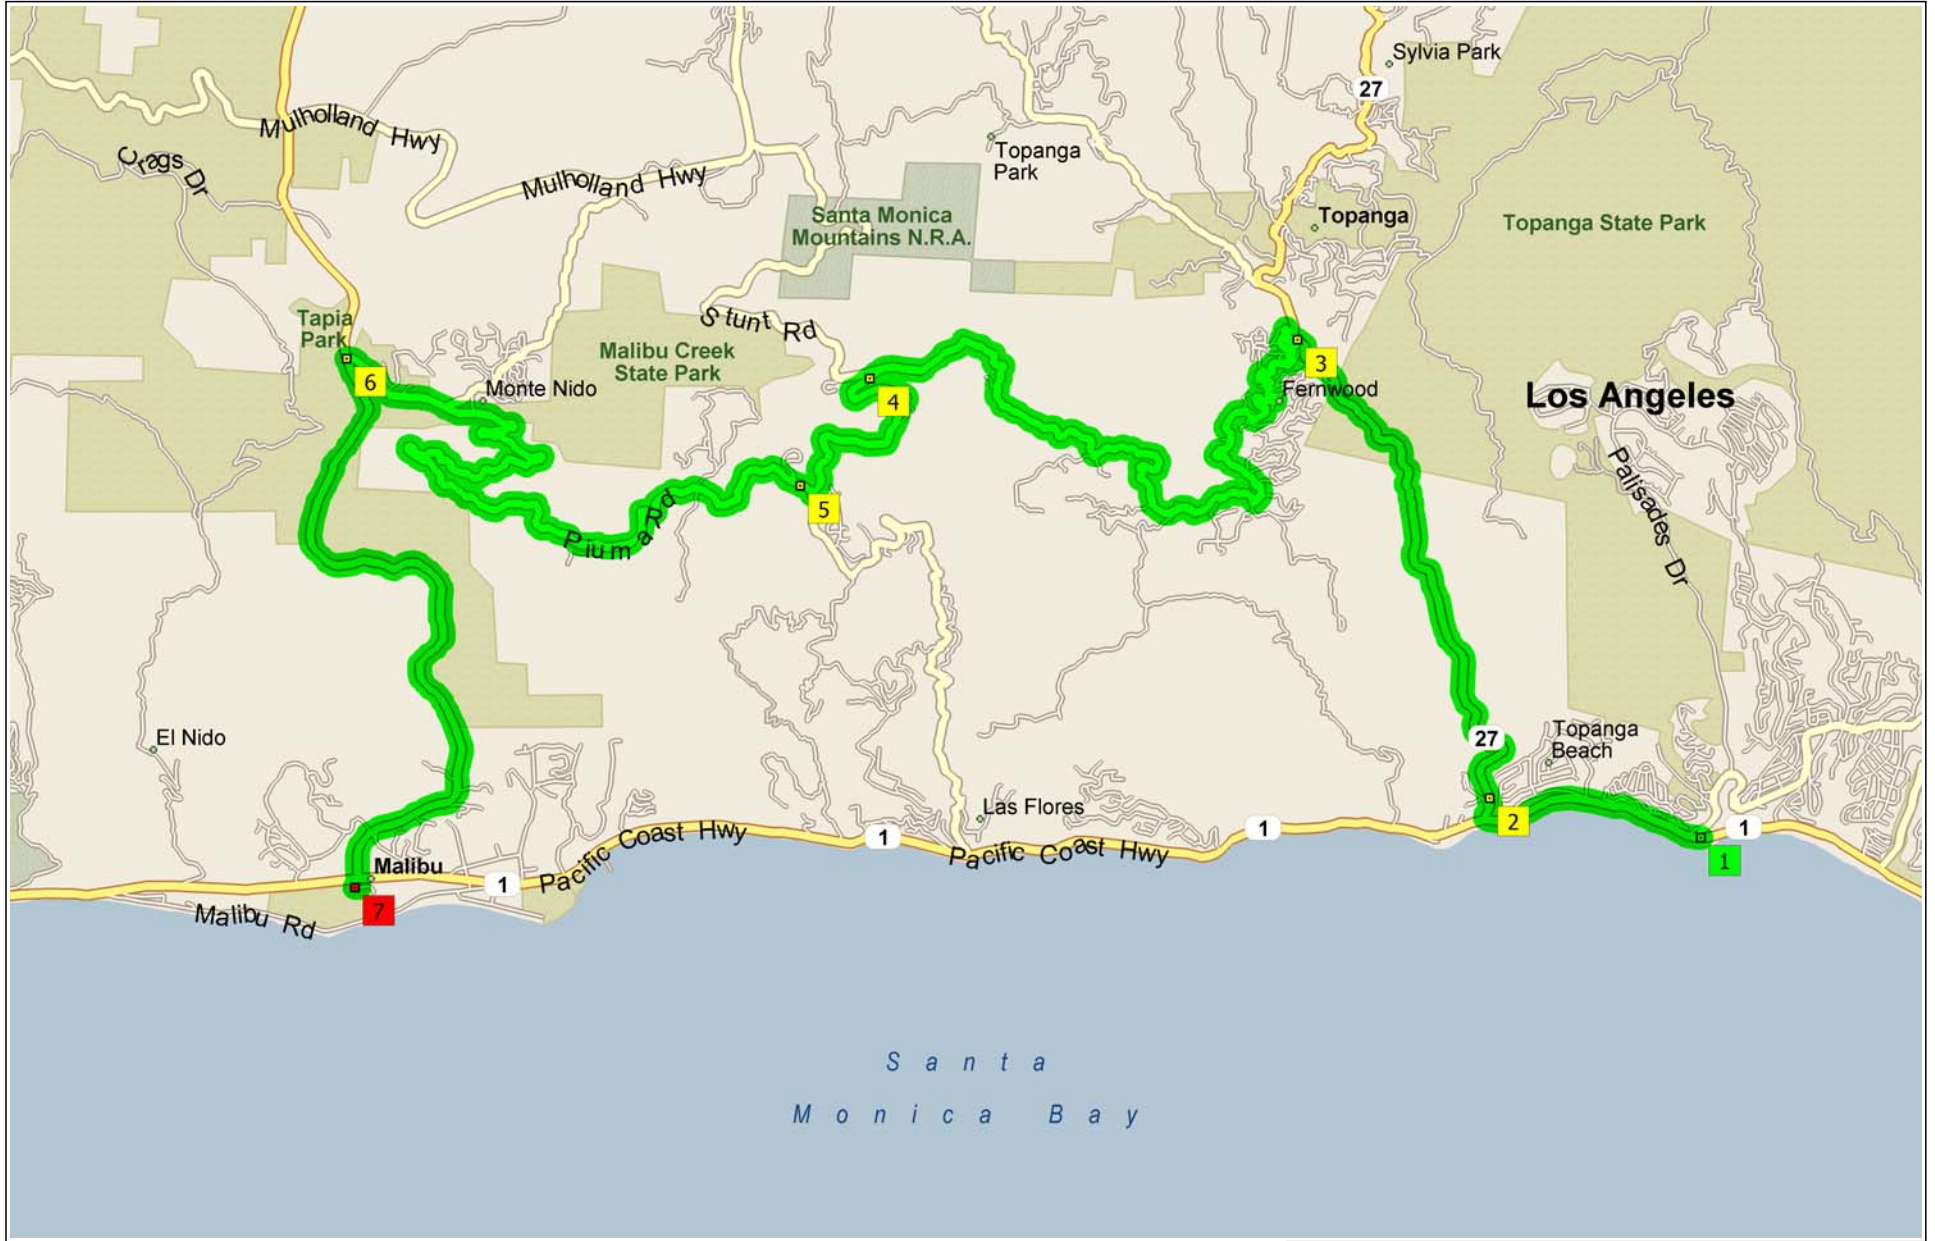 Sylvia Park
27
Mulholland Hwy
Crags Dr
Topanga
Park
Mulholland Hwy
Santa Monica
Mountains N.R.A.
Topanga
Topanga State Park
Tapia
Park
Stunt Rd
Malibu Creek
State Park
3
6
Monte Nido
4
Fernwood
Los Angeles
5
Piuma Rd
Palisades Dr
El Nido
27
Topanga
Beach
Las Flores
2
1
1
1
Pacific Coast Hwy
Pacific Coast Hwy
1
Malibu
1
7
Malibu Rd
Santa
Monica Bay